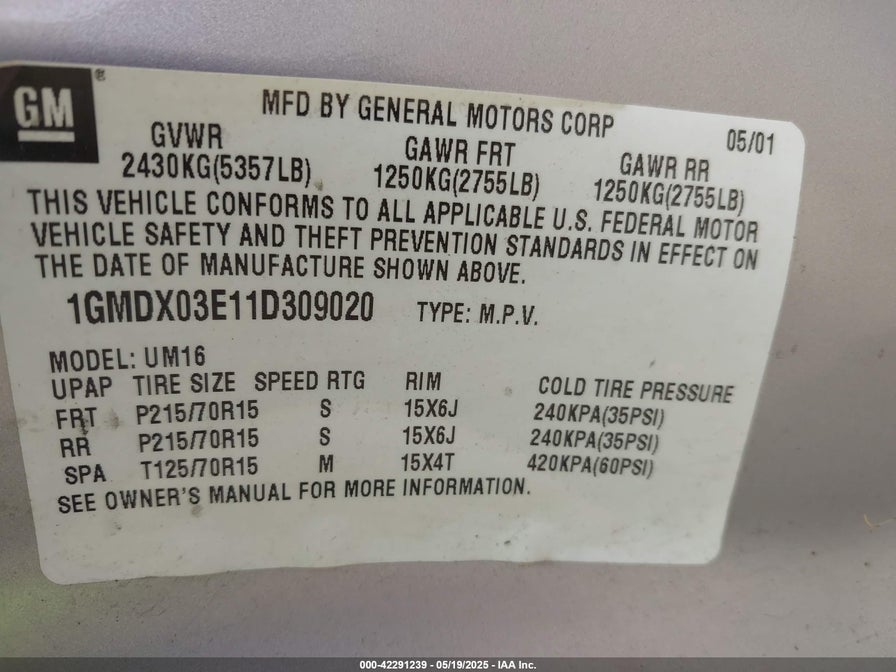 GM®
MFD BY GENERAL MOTORS CORP 05/01
GVWR GAWR FRT GAWR RR
2430KG(5357LB) 1250KG(2755LB) 1250KG(2755LB)
THIS VEHICLE CONFORMS TO ALL APPLICABLE U.S. FEDERAL MOTOR
VEHICLE SAFETY AND THEFT PREVENTION STANDARDS IN EFFECT ON
THE DATE OF MANUFACTURE SHOWN ABOVE.
1GMDX03E11D309020 TYPE: M.P.V.
MODEL: UM16
UPAP TIRE SIZE SPEED RTG RIM COLD TIRE PRESSURE
FRT P215/70R15 S 15X6J 240KPA(35PSI)
RR P215/70R15 S 15X6J 240KPA(35PSI)
SPA T125/70R15 M 15X4T 420KPA(60PSI)
SEE OWNER'S MANUAL FOR MORE INFORMATION.
000-42291239 - 05/19/2025 - IAA Inc.